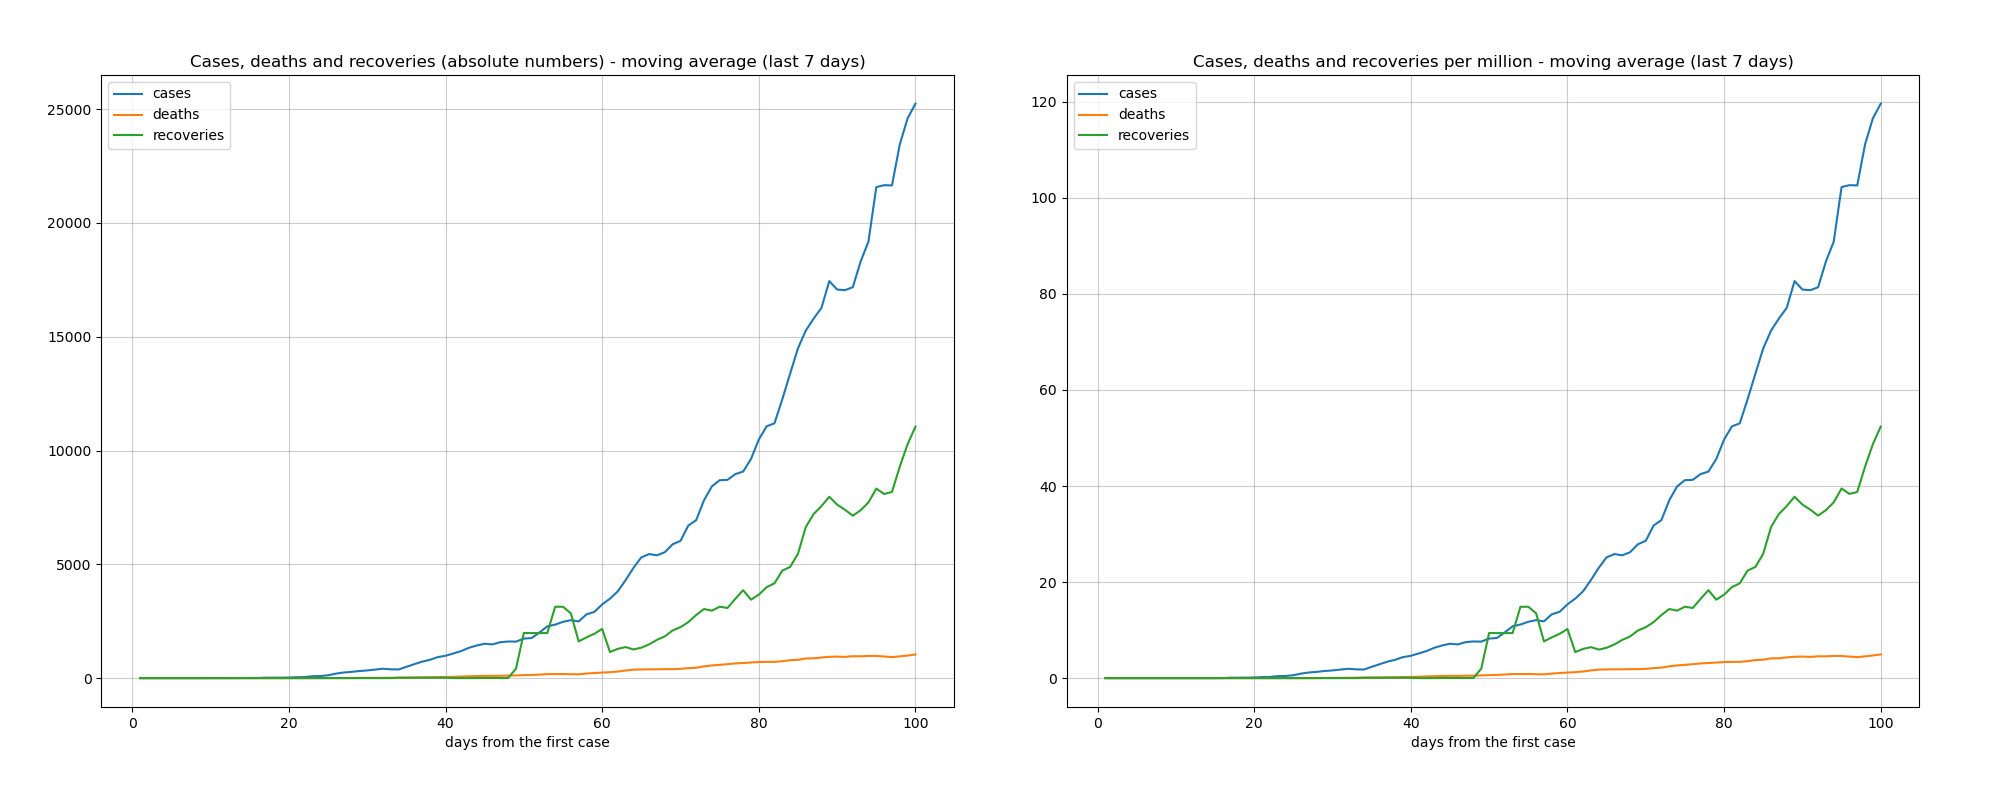 Cases, deaths and recoveries (absolute numbers) - moving average (last 7 days)
cases
deaths
recoveries
25000
20000
15000
10000
5000
0
0 20 40 60 80 100
days from the first case
Cases, deaths and recoveries per million - moving average (last 7 days)
cases
deaths
recoveries
120
100
80
60
40
20
0
0 20 40 60 80 100
days from the first case